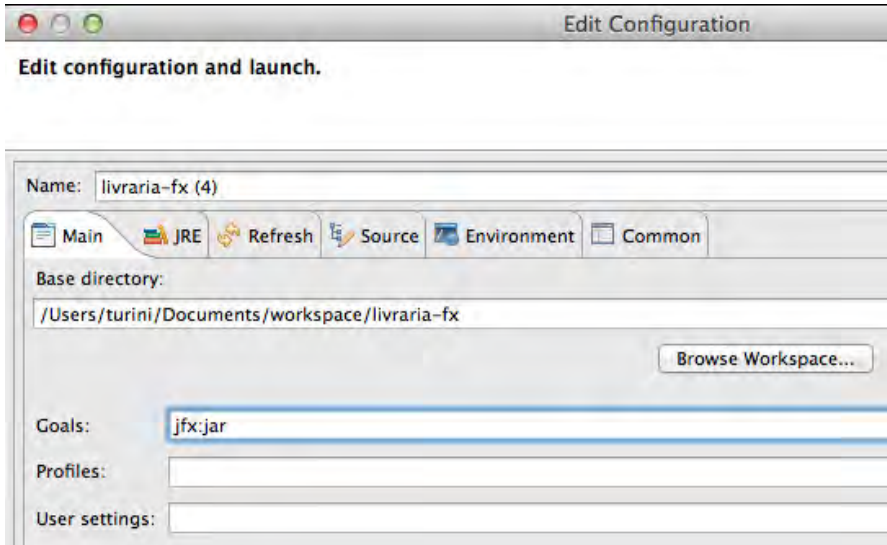 Edit Configuration
Edit configuration and launch.
Name: livraria-fx (4)
Main JRE Refresh Source Environment Common
Base directory:
/Users/turini/Documents/workspace/livraria-fx
Browse Workspace...
Goals: jfx:jar
Profiles:
User settings: